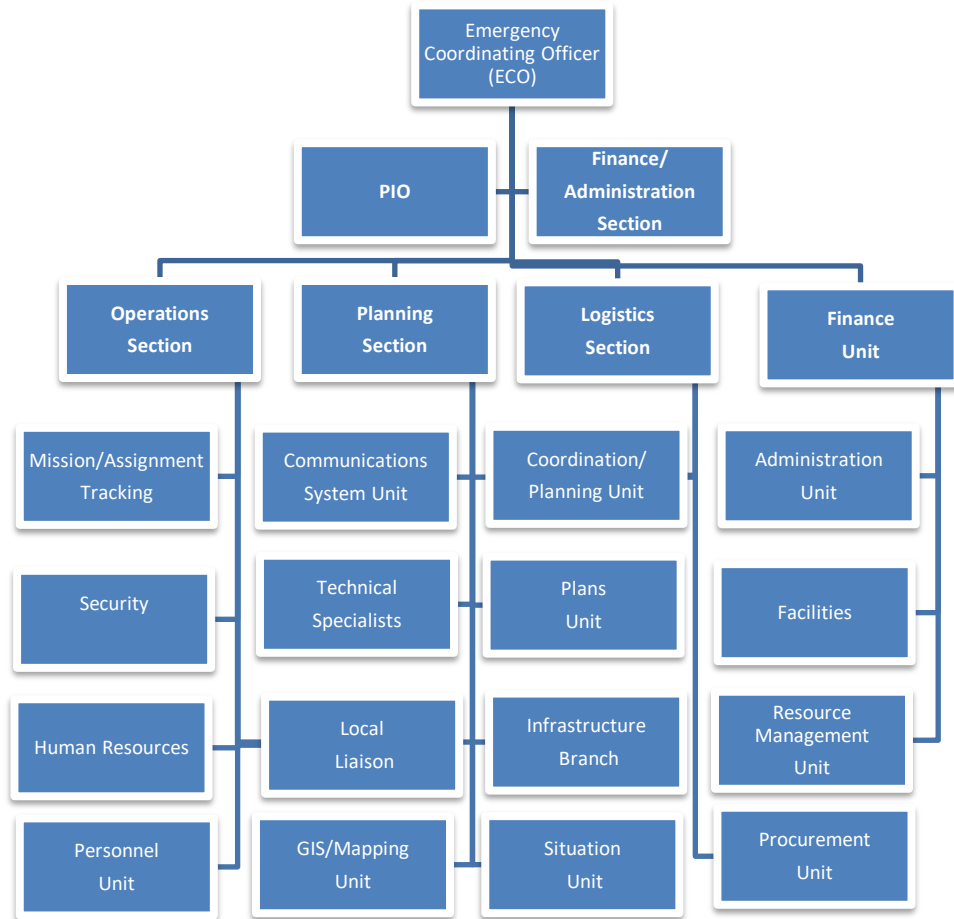 Emergency
Coordinating Officer
(ECO)
PIO
Finance/
Administration
Section
Operations
Section
Planning
Section
Logistics
Section
Finance
Unit
Mission/Assignment
Tracking
Communications
System Unit
Coordination/
Planning Unit
Administration
Unit
Security
Technical
Specialists
Plans
Unit
Facilities
Human Resources
Local
Liaison
Infrastructure
Branch
Resource
Management
Unit
Personnel
Unit
GIS/Mapping
Unit
Situation
Unit
Procurement
Unit